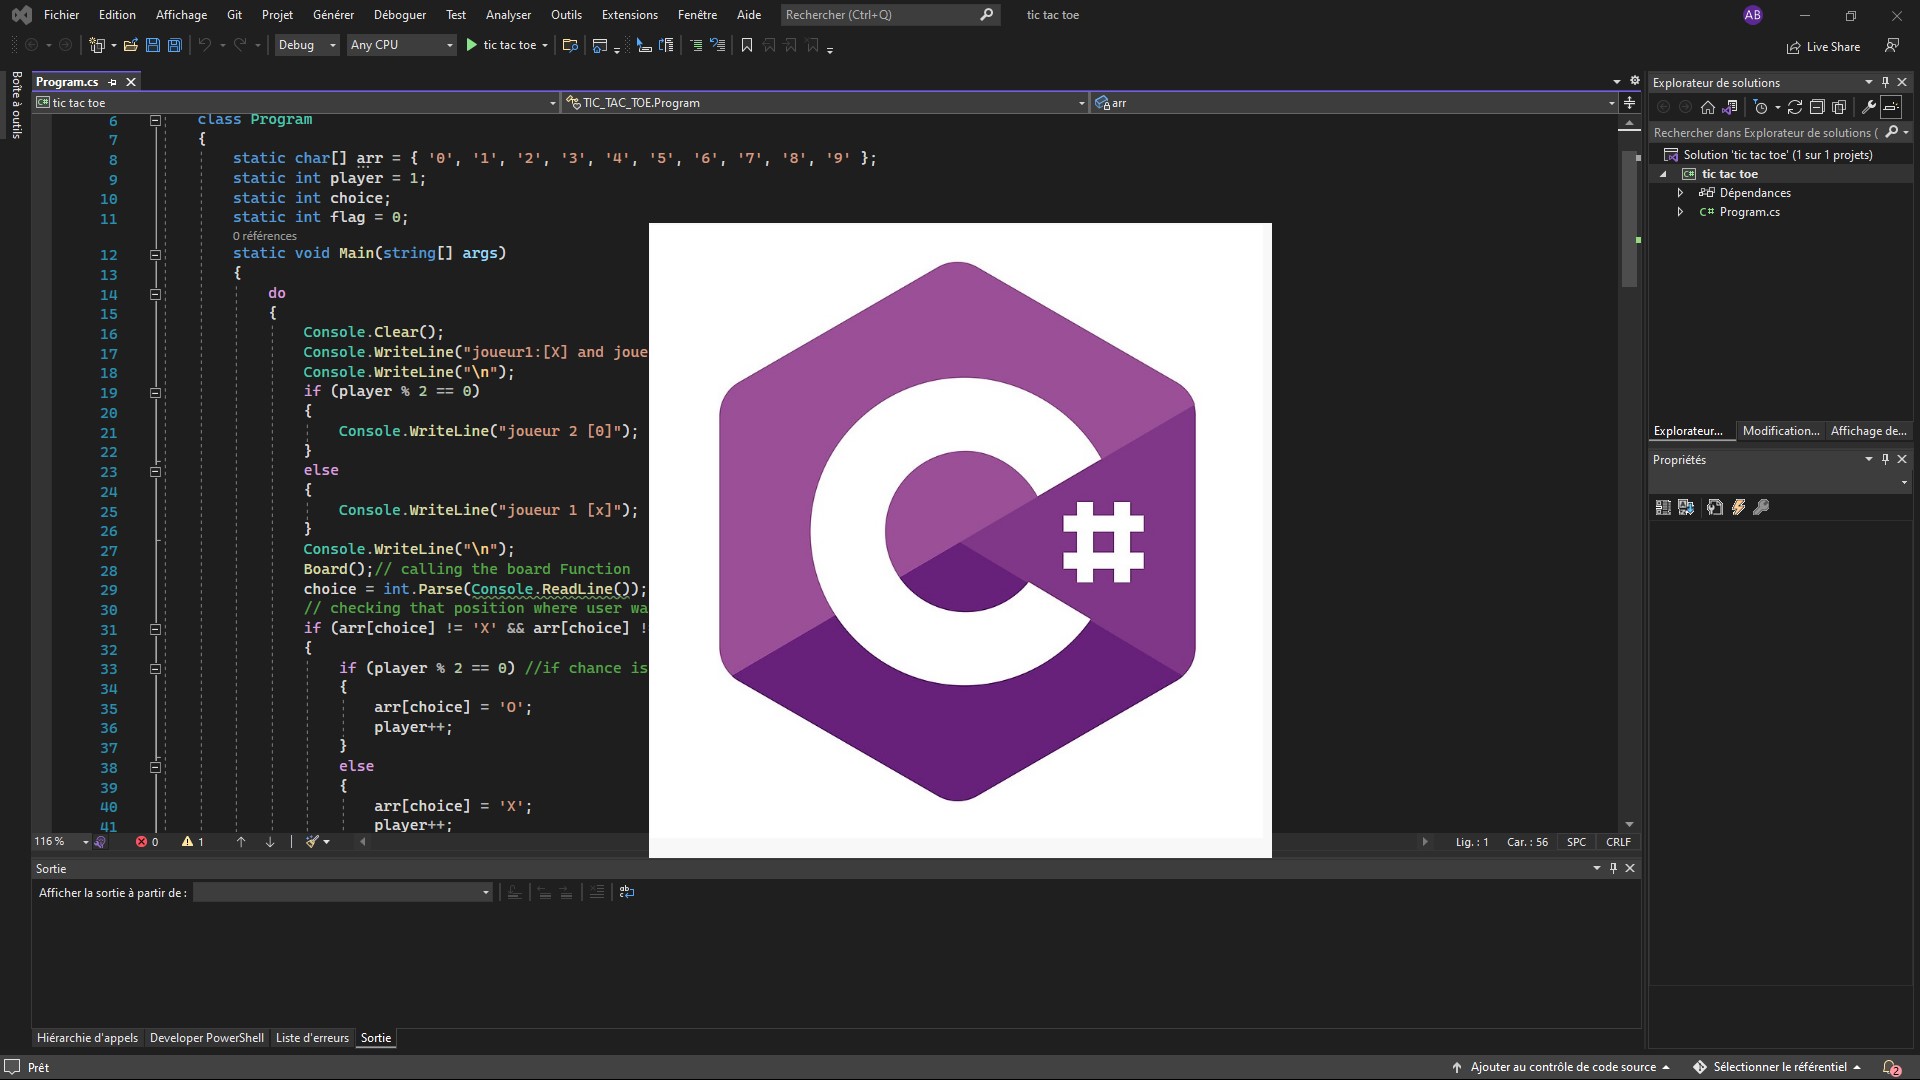 Fichier Edition Affichage Git Projet Générer Déboguer Test Analyser Outils Extensions Fenêtre Aide Rechercher (Ctrl+Q) tic tac toe AB
Debug Any CPU tic tac toe Live Share
Boîte à outils
Program.cs
tic tac toe TIC_TAC_TOE.Program arr
6 class Program
7 {
8 static char[] arr = { '0', '1', '2', '3', '4', '5', '6', '7', '8', '9' };
9 static int player = 1;
10 static int choice;
11 static int flag = 0;
0 références
12 static void Main(string[] args)
13 {
14 do
15 {
16 Console.Clear();
17 Console.WriteLine("joueur1:[X] and joue
18 Console.WriteLine("\n");
19 if (player % 2 == 0)
20 {
21 Console.WriteLine("joueur 2 [0]");
22 }
23 else
24 {
25 Console.WriteLine("joueur 1 [x]");
26 }
27 Console.WriteLine("\n");
28 Board();// calling the board Function
29 choice = int.Parse(Console.ReadLine());
30 // checking that position where user wa
31 if (arr[choice] != 'X' && arr[choice] !
32 {
33 if (player % 2 == 0) //if chance is
34 {
35 arr[choice] = 'O';
36 player++;
37 }
38 else
39 {
40 arr[choice] = 'X';
41 player++;
C#
116 % 0 1 Lig. : 1 Car. : 56 SPC CRLF
Sortie
Afficher la sortie à partir de :
Hiérarchie d'appels Developer PowerShell Liste d'erreurs Sortie
Explorateur de solutions
Rechercher dans Explorateur de solutions (
Solution 'tic tac toe' (1 sur 1 projets)
C# tic tac toe
Dépendances
C# Program.cs
Explorateur... Modification... Affichage de...
Propriétés
Prêt Ajouter au contrôle de code source Sélectionner le référentiel 2